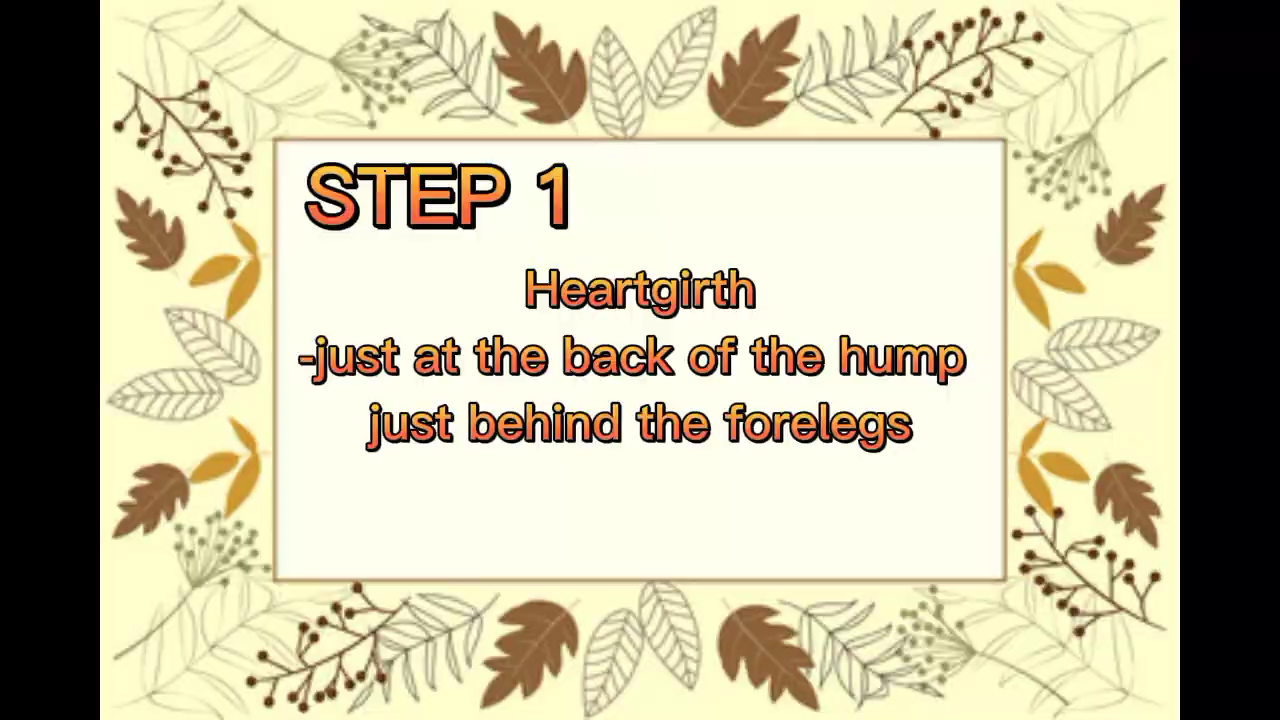 STEP 1
Heartgirth
-just at the back of the hump
just behind the forelegs